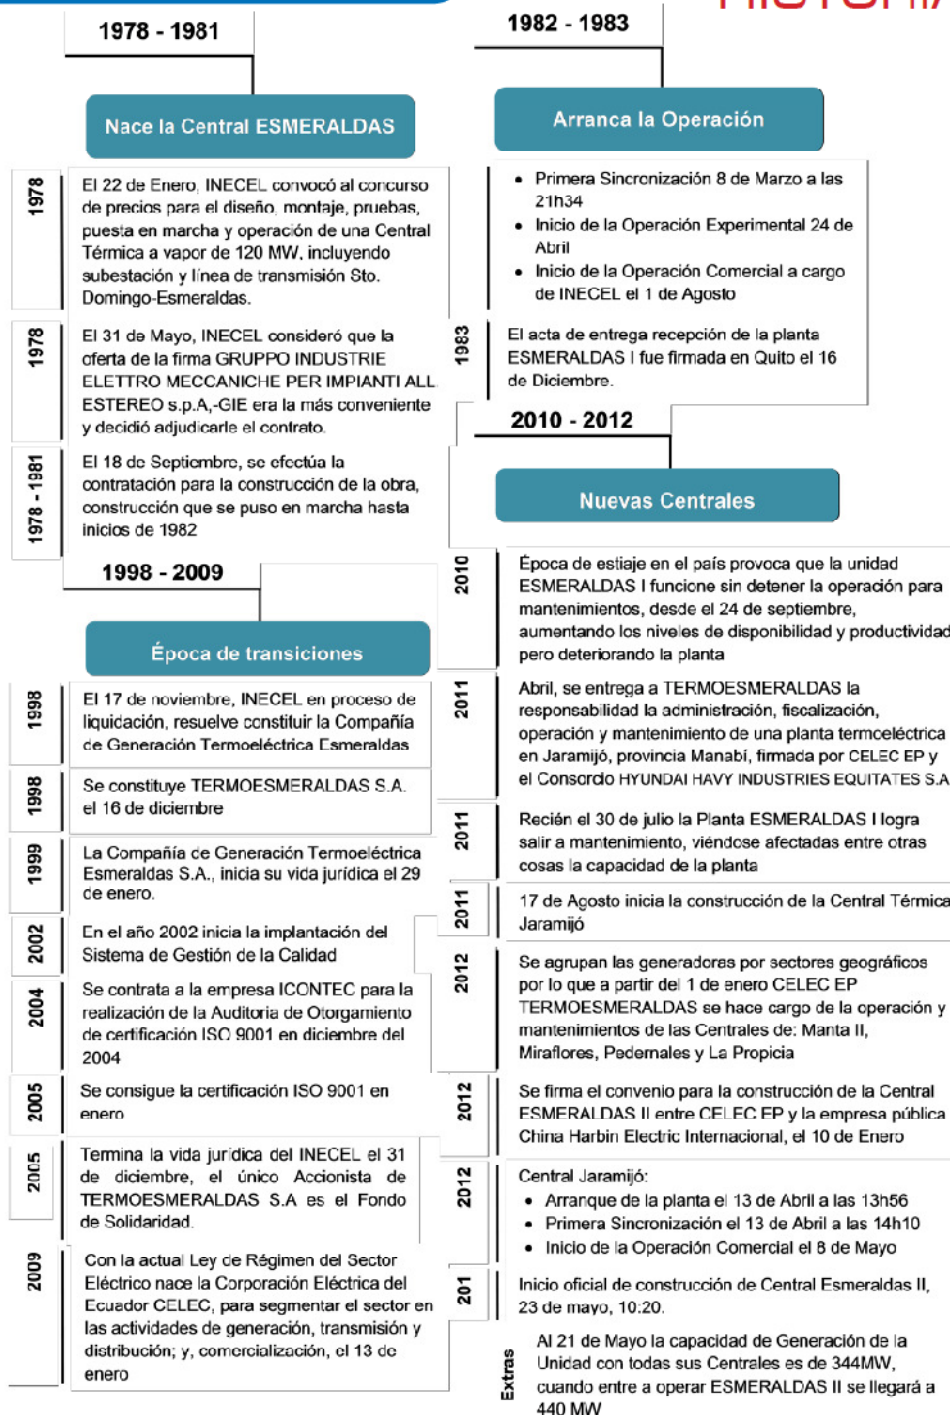 HISTORIA
1978 - 1981
Nace la Central ESMERALDAS
1978
El 22 de Enero, INECEL convocó al concurso
de precios para el diseño, montaje, pruebas,
puesta en marcha y operación de una Central
Térmica a vapor de 120 MW, incluyendo
subestación y línea de transmisión Sto.
Domingo-Esmeraldas.
1978
El 31 de Mayo, INECEL consideró que la
oferta de la firma GRUPPO INDUSTRIE
ELETTRO MECCANICHE PER IMPIANTI ALL
ESTEREO s.p.A,-GIE era la más conveniente
y decidió adjudicarle el contrato.
1978 - 1981
El 18 de Septiembre, se efectúa la
contratación para la construcción de la obra,
construcción que se puso en marcha hasta
inicios de 1982
1982 - 1983
Arranca la Operación
• Primera Sincronización 8 de Marzo a las
21h34
• Inicio de la Operación Experimental 24 de
Abril
• Inicio de la Operación Comercial a cargo
de INECEL el 1 de Agosto
1983
El acta de entrega recepción de la planta
ESMERALDAS I fue firmada en Quito el 16
de Diciembre.
1998 - 2009
Época de transiciones
1998
El 17 de noviembre, INECEL en proceso de
liquidación, resuelve constituir la Compañía
de Generación Termoeléctrica Esmeraldas
1998
Se constituye TERMOESMERALDAS S.A.
el 16 de diciembre
1999
La Compañía de Generación Termoeléctrica
Esmeraldas S.A., inicia su vida jurídica el 29
de enero.
2002
En el año 2002 inicia la implantación del
Sistema de Gestión de la Calidad
2004
Se contrata a la empresa ICONTEC para la
realización de la Auditoria de Otorgamiento
de certificación ISO 9001 en diciembre del
2004
2005
Se consigue la certificación ISO 9001 en
enero
2005
Termina la vida jurídica del INECEL el 31
de diciembre, el único Accionista de
TERMOESMERALDAS S.A es el Fondo
de Solidaridad.
2009
Con la actual Ley de Régimen del Sector
Eléctrico nace la Corporación Eléctrica del
Ecuador CELEC, para segmentar el sector en
las actividades de generación, transmisión y
distribución; y, comercialización, el 13 de
enero
2010 - 2012
Nuevas Centrales
2010
Época de estiaje en el país provoca que la unidad
ESMERALDAS I funcione sin detener la operación para
mantenimientos, desde el 24 de septiembre,
aumentando los niveles de disponibilidad y productividad
pero deteriorando la planta
2011
Abril, se entrega a TERMOESMERALDAS la
responsabilidad la administración, fiscalización,
operación y mantenimiento de una planta termoeléctrica
en Jaramijó, provincia Manabí, firmada por CELEC EP y
el Consorcio HYUNDAI HAVY INDUSTRIES EQUITATES S.A
2011
Recién el 30 de julio la Planta ESMERALDAS I logra
salir a mantenimiento, viéndose afectadas entre otras
cosas la capacidad de la planta
2011
17 de Agosto inicia la construcción de la Central Térmica
Jaramijó
2012
Se agrupan las generadoras por sectores geográficos
por lo que a partir del 1 de enero CELEC EP
TERMOESMERALDAS se hace cargo de la operación y
mantenimientos de las Centrales de: Manta II,
Miraflores, Pedernales y La Propicia
2012
Se firma el convenio para la construcción de la Central
ESMERALDAS II entre CELEC EP y la empresa pública
China Harbin Electric Internacional, el 10 de Enero
2012
Central Jaramijó:
• Arranque de la planta el 13 de Abril a las 13h56
• Primera Sincronización el 13 de Abril a las 14h10
• Inicio de la Operación Comercial el 8 de Mayo
201
Inicio oficial de construcción de Central Esmeraldas II,
23 de mayo, 10:20.
Extras
Al 21 de Mayo la capacidad de Generación de la
Unidad con todas sus Centrales es de 344MW,
cuando entre a operar ESMERALDAS II se llegará a
440 MW